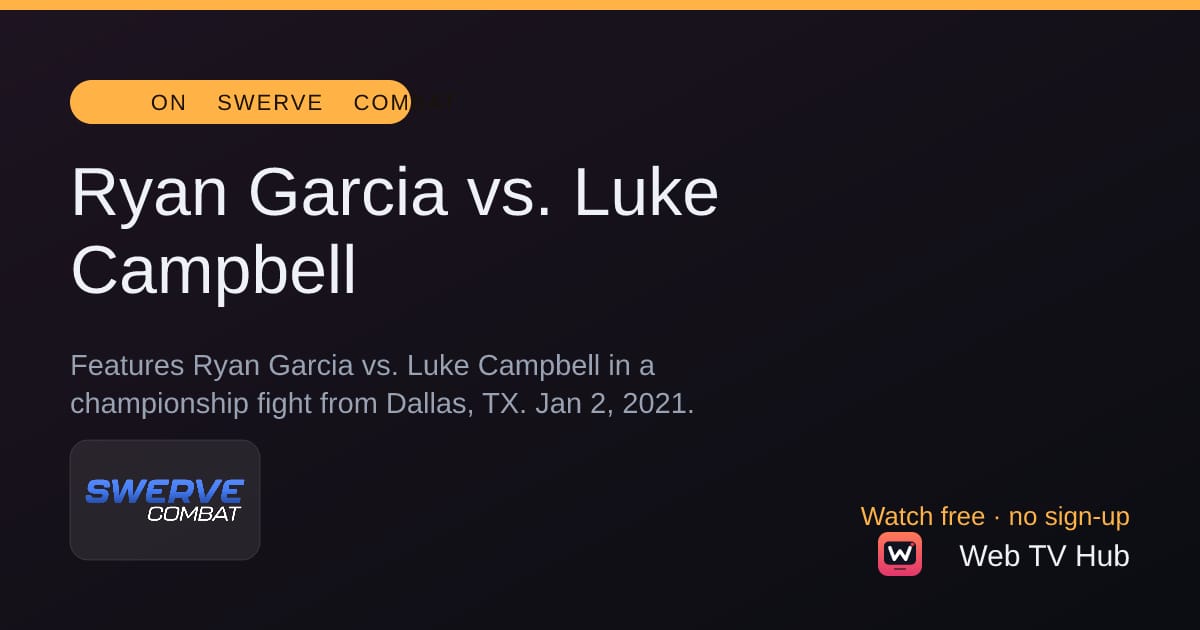 ON SWERVE COMBAT
Ryan Garcia vs. Luke
Campbell
Features Ryan Garcia vs. Luke Campbell in a
championship fight from Dallas, TX. Jan 2, 2021.
SWERVE
COMBAT
Watch free · no sign-up
W
Web TV Hub